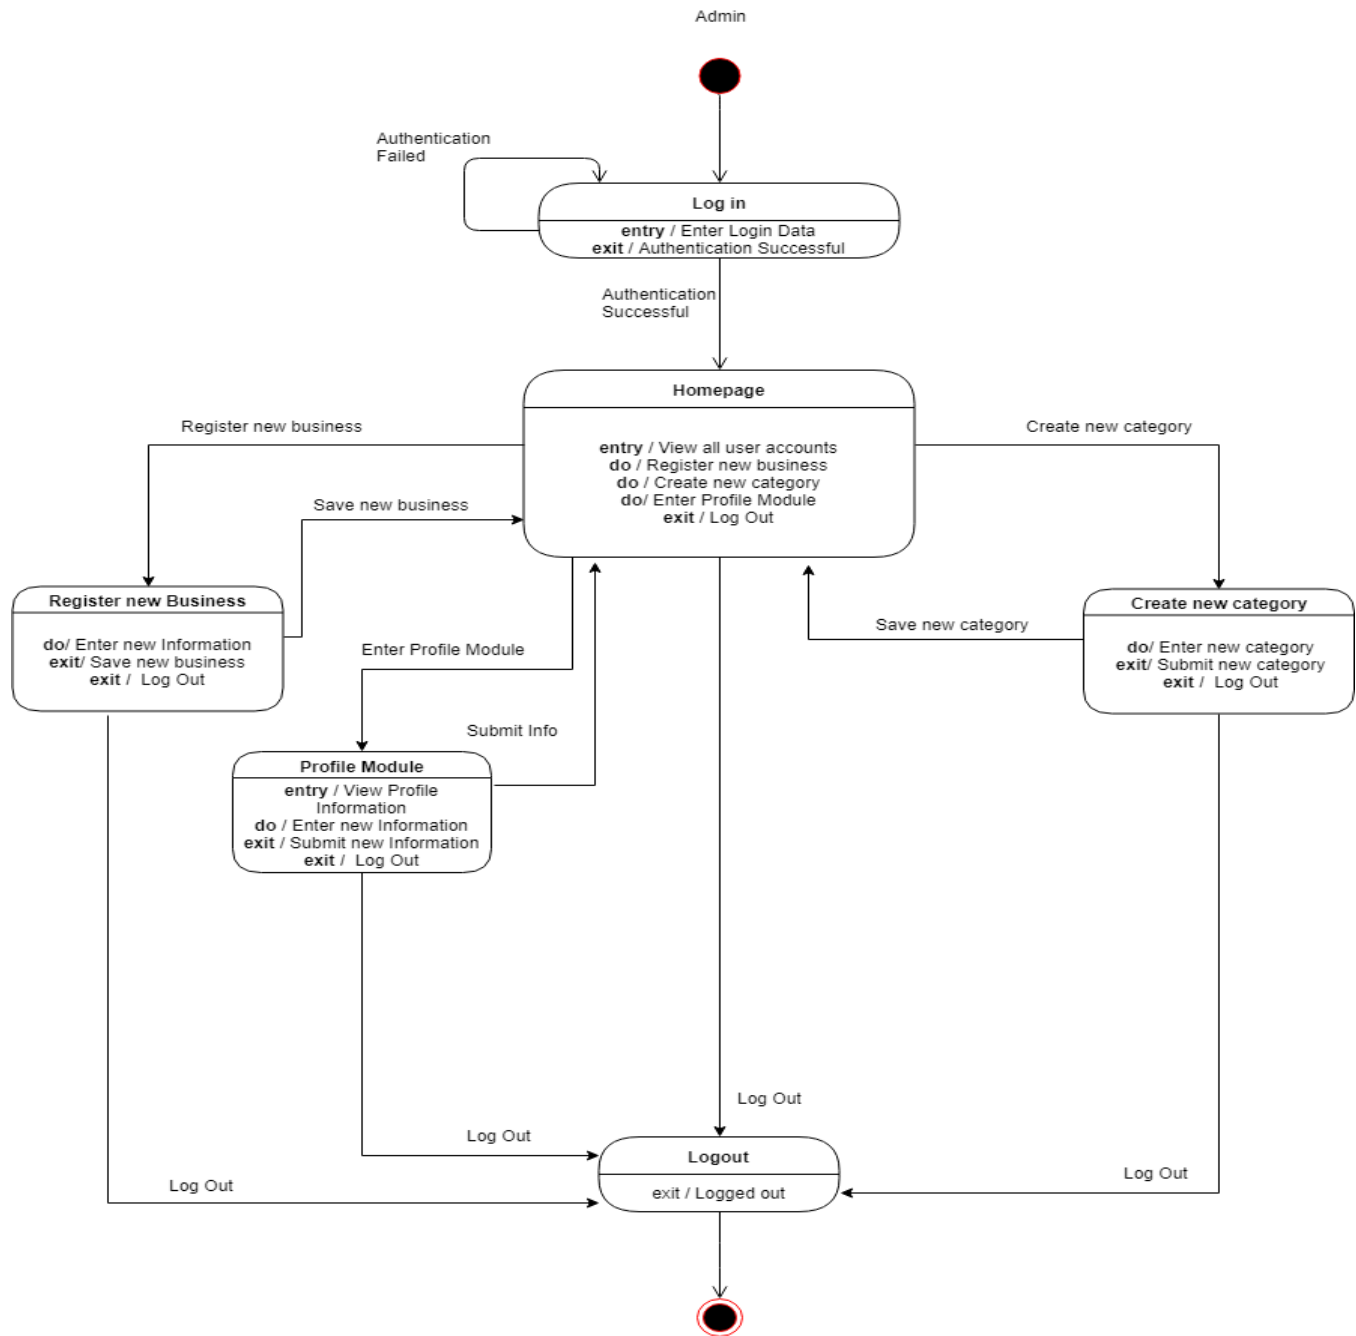 Admin
Authentication
Failed
Log in
entry / Enter Login Data
exit / Authentication Successful
Authentication
Successful
Homepage
entry / View all user accounts
do / Register new business
do / Create new category
do/ Enter Profile Module
exit / Log Out
Register new business
Create new category
Save new business
Register new Business
do/ Enter new Information
exit/ Save new business
exit / Log Out
Enter Profile Module
Submit Info
Save new category
Create new category
do/ Enter new category
exit/ Submit new category
exit / Log Out
Profile Module
entry / View Profile
Information
do / Enter new Information
exit / Submit new Information
exit / Log Out
Log Out
Log Out
Log Out
Log Out
Logout
exit / Logged out